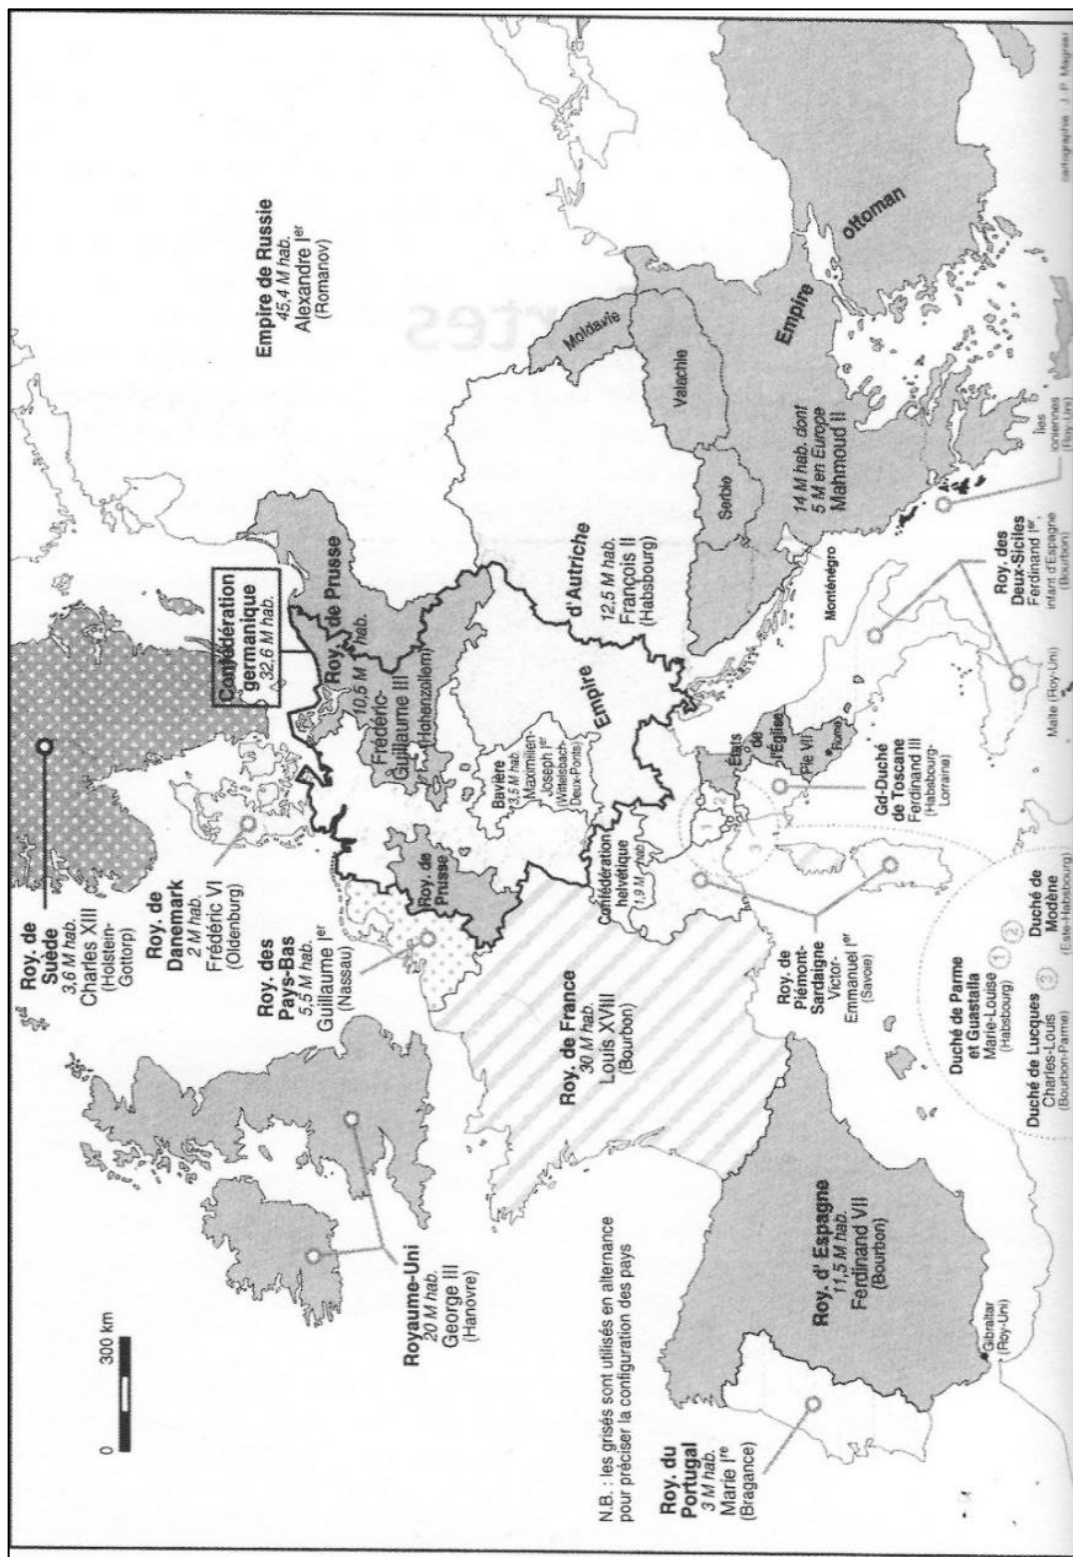 300 km
0
Roy. de
Suède
3,6 M hab.
Charles XIII
(Holstein-
Gottorp)
Roy. de
Danemark
2 M hab.
Frédéric VI
(Oldenburg)
Roy. des
Pays-Bas
5,5 M hab.
Guillaume Ier
(Nassau)
Royaume-Uni
20 M hab.
George III
(Hanovre)
Confédération
germanique
32,6 M hab.
Empire de Russie
45,4 M hab.
Alexandre Ier
(Romanov)
Roy. de Prusse
10,5 M hab.
Frédéric-
Guillaume III
(Hohenzollern)
Roy. de
Prusse
Bavière
13,5 M hab.
Maximilien-
Joseph Ier
(Wittelsbach-
Deux-Ponts)
Empire
d'Autriche
12,5 M hab.
François II
(Habsbourg)
Moldavie
Valachie
Serbie
Monténégro
Empire
ottoman
14 M hab. dont
5 M en Europe
Mahmoud II
Confédération
helvétique
1,9 M hab
Roy. de France
30 M hab.
Louis XVIII
(Bourbon)
Roy. de
Piémont-
Sardaigne
Victor-
Emmanuel Ier
(Savoie)
États
de
l'Église
Pie VII
Rome
Gd-Duché
de Toscane
Ferdinand III
(Habsbourg-
Lorraine)
Roy. des
Deux-Siciles
Ferdinand Ier,
infant d'Espagne
(Bourbon)
Malte (Roy-Uni)
Îles
Ioniennes
(Roy-Uni)
1
2
3
Duché de Parme
et Guastalla
Marie-Louise
(Habsbourg)
1
2
Duché de
Modène
(Este-Habsbourg)
Duché de Lucques
Charles-Louis
(Bourbon-Parme)
3
Roy. d' Espagne
11,5 M hab.
Ferdinand VII
(Bourbon)
Gibraltar
(Roy-Uni)
Roy. du
Portugal
3 M hab.
Marie Ire
(Bragance)
N.B. : les grisés sont utilisés en alternance
pour préciser la configuration des pays
cartographie : J.-P. Magnier